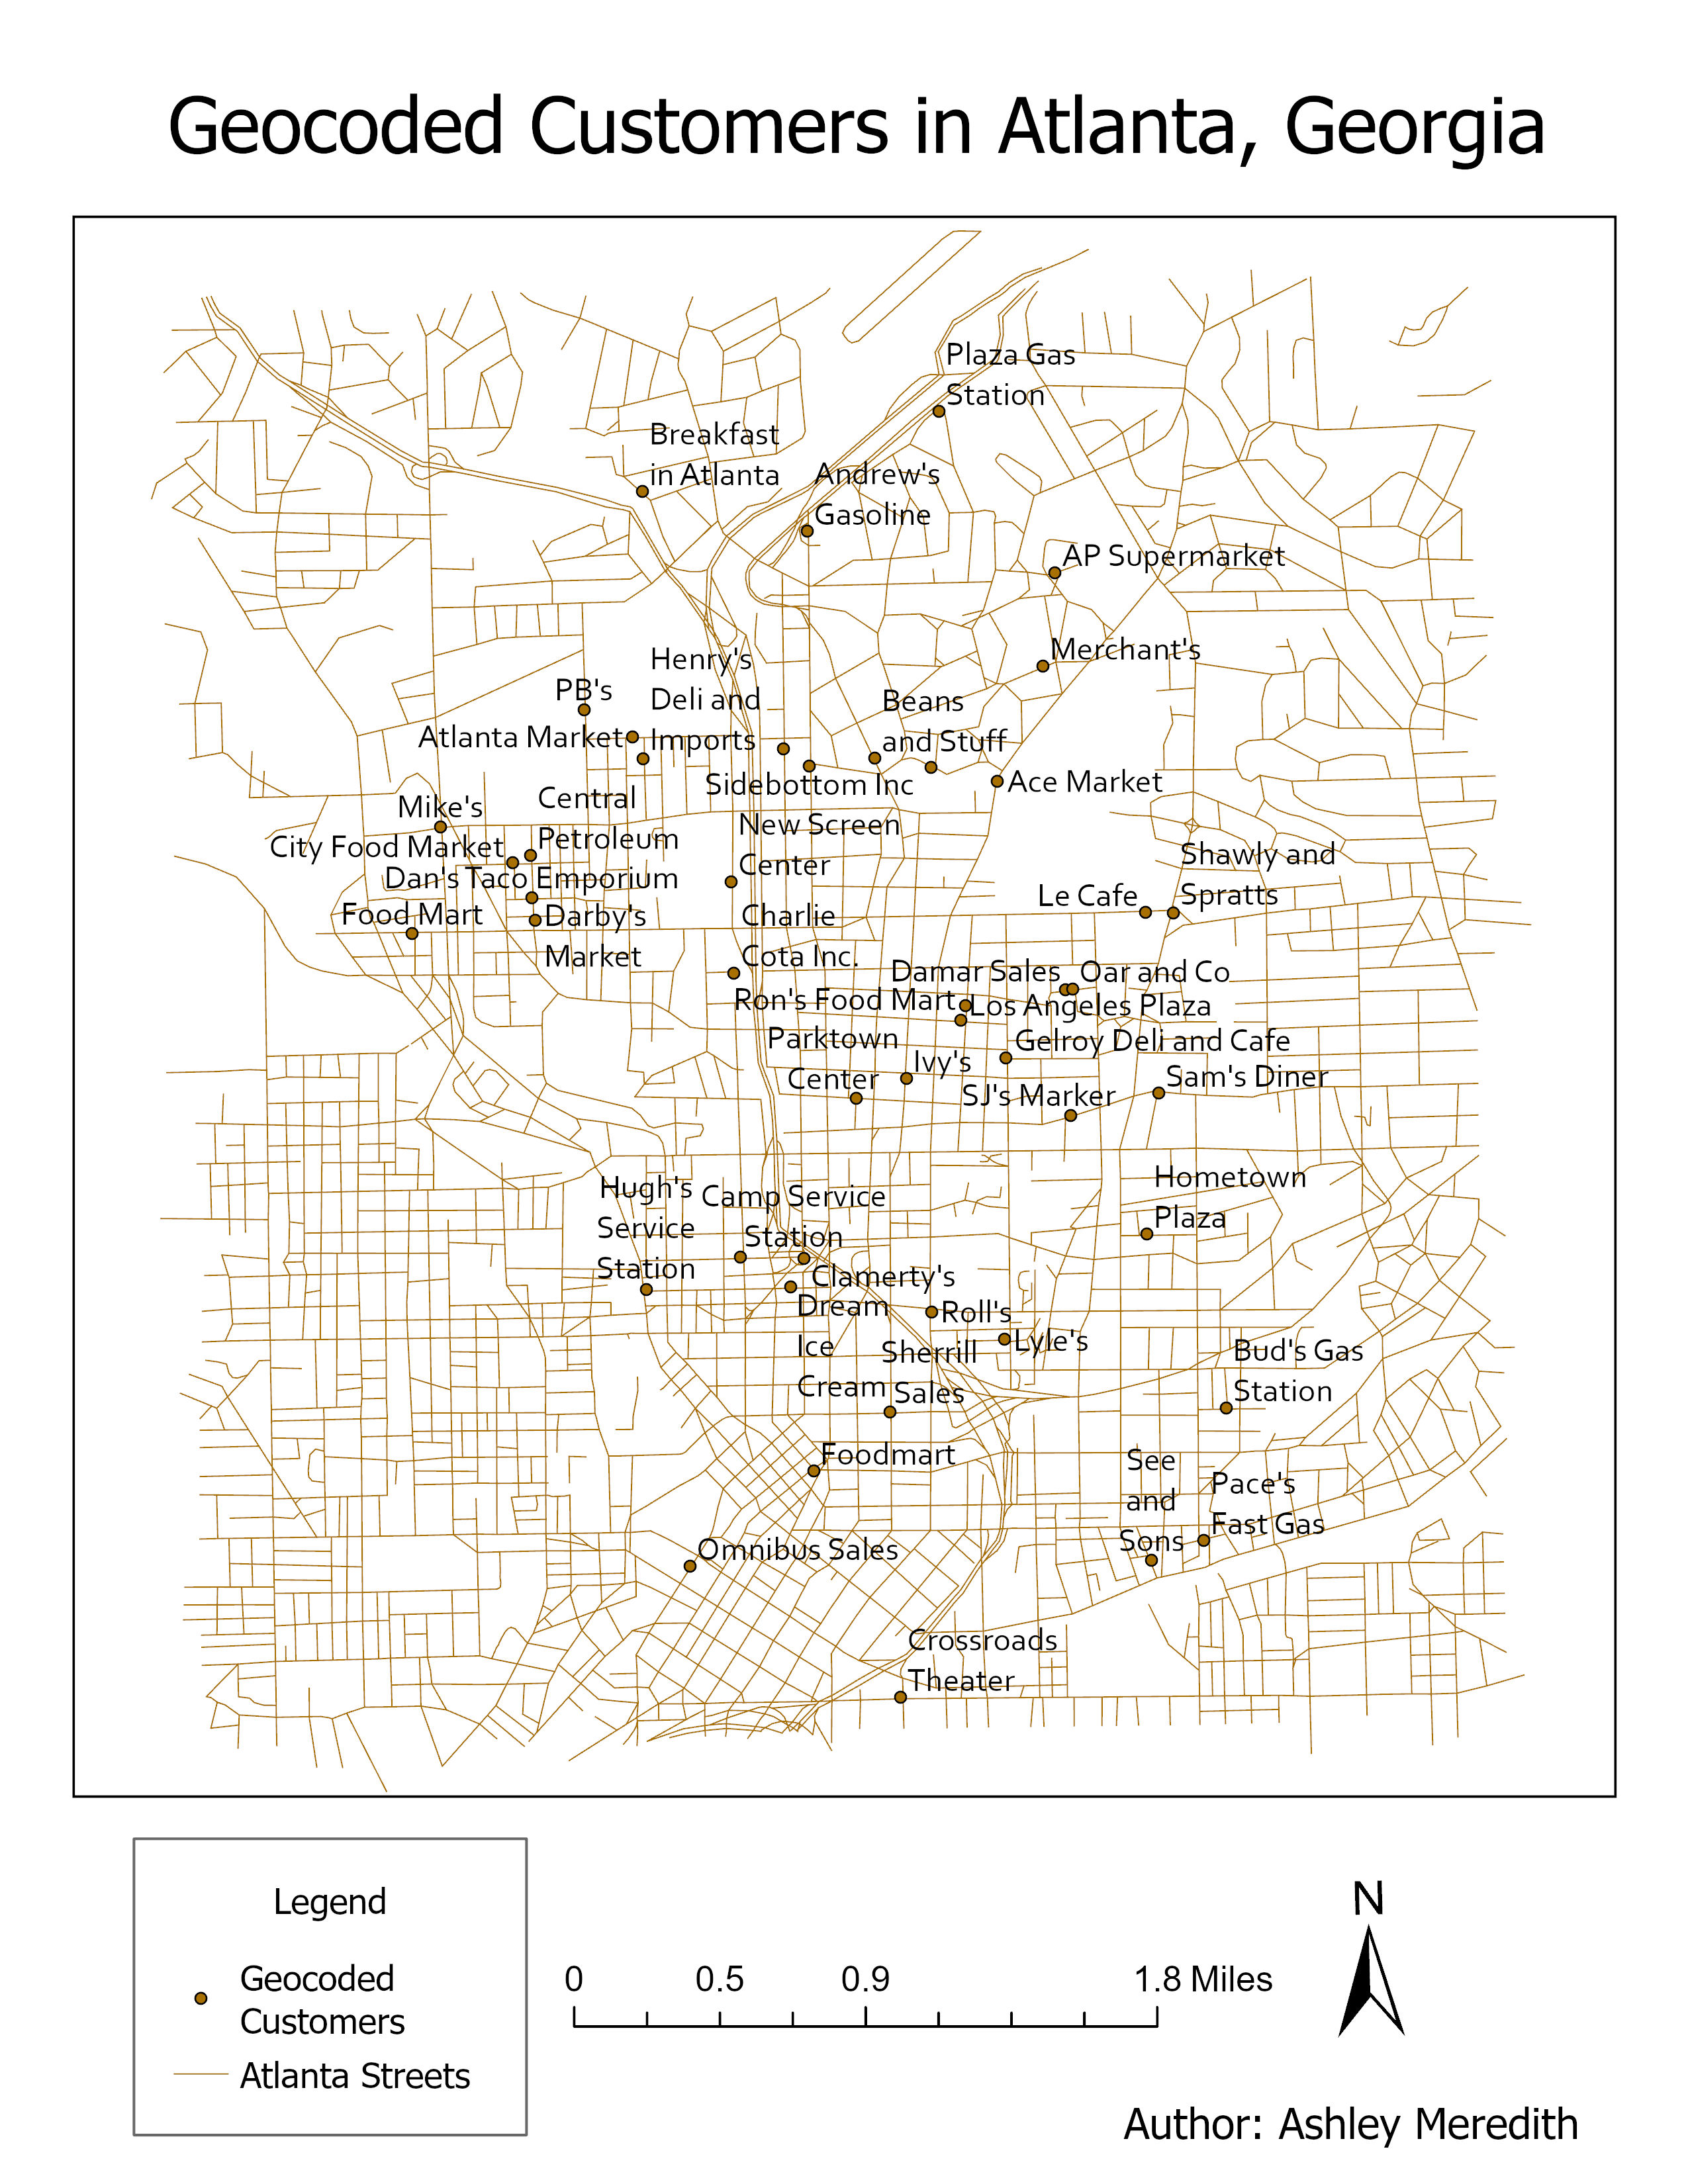 Geocoded Customers in Atlanta, Georgia
Plaza Gas
Station
Breakfast
in Atlanta
Andrew's
Gasoline
AP Supermarket
Merchant's
Henry's
Deli and
Imports
PB's
Atlanta Market
Beans
and Stuff
Sidebottom Inc
Ace Market
Mike's
Central
Petroleum
City Food Market
New Screen
Center
Dan's Taco Emporium
Shawly and
Spratts
Le Cafe
Food Mart
Darby's
Market
Charlie
Cota Inc.
Damar Sales
Oar and Co
Ron's Food Mart
Los Angeles Plaza
Parktown
Center
Gelroy Deli and Cafe
Ivy's
Sam's Diner
SJ's Marker
Hometown
Plaza
Hugh's
Service
Station
Camp Service
Station
Clamerty's
Dream
Ice
Cream
Roll's
Lyle's
Sherrill
Sales
Bud's Gas
Station
Foodmart
See
and
Sons
Pace's
Fast Gas
Omnibus Sales
Crossroads
Theater
Legend
Geocoded
Customers
Atlanta Streets
0 0.5 0.9 1.8 Miles
N
Author: Ashley Meredith